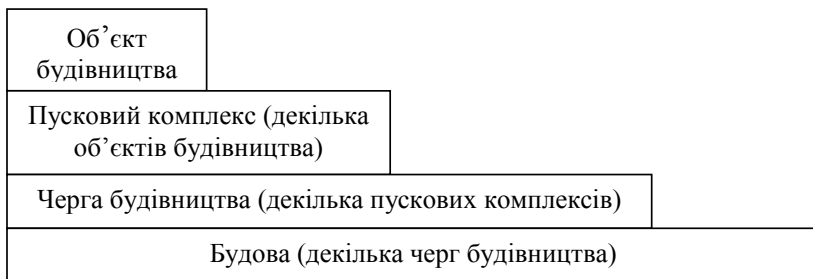 Об’єкт
будівництва
Пусковий комплекс (декілька
об’єктів будівництва)
Черга будівництва (декілька пускових комплексів)
Будова (декілька черг будівництва)